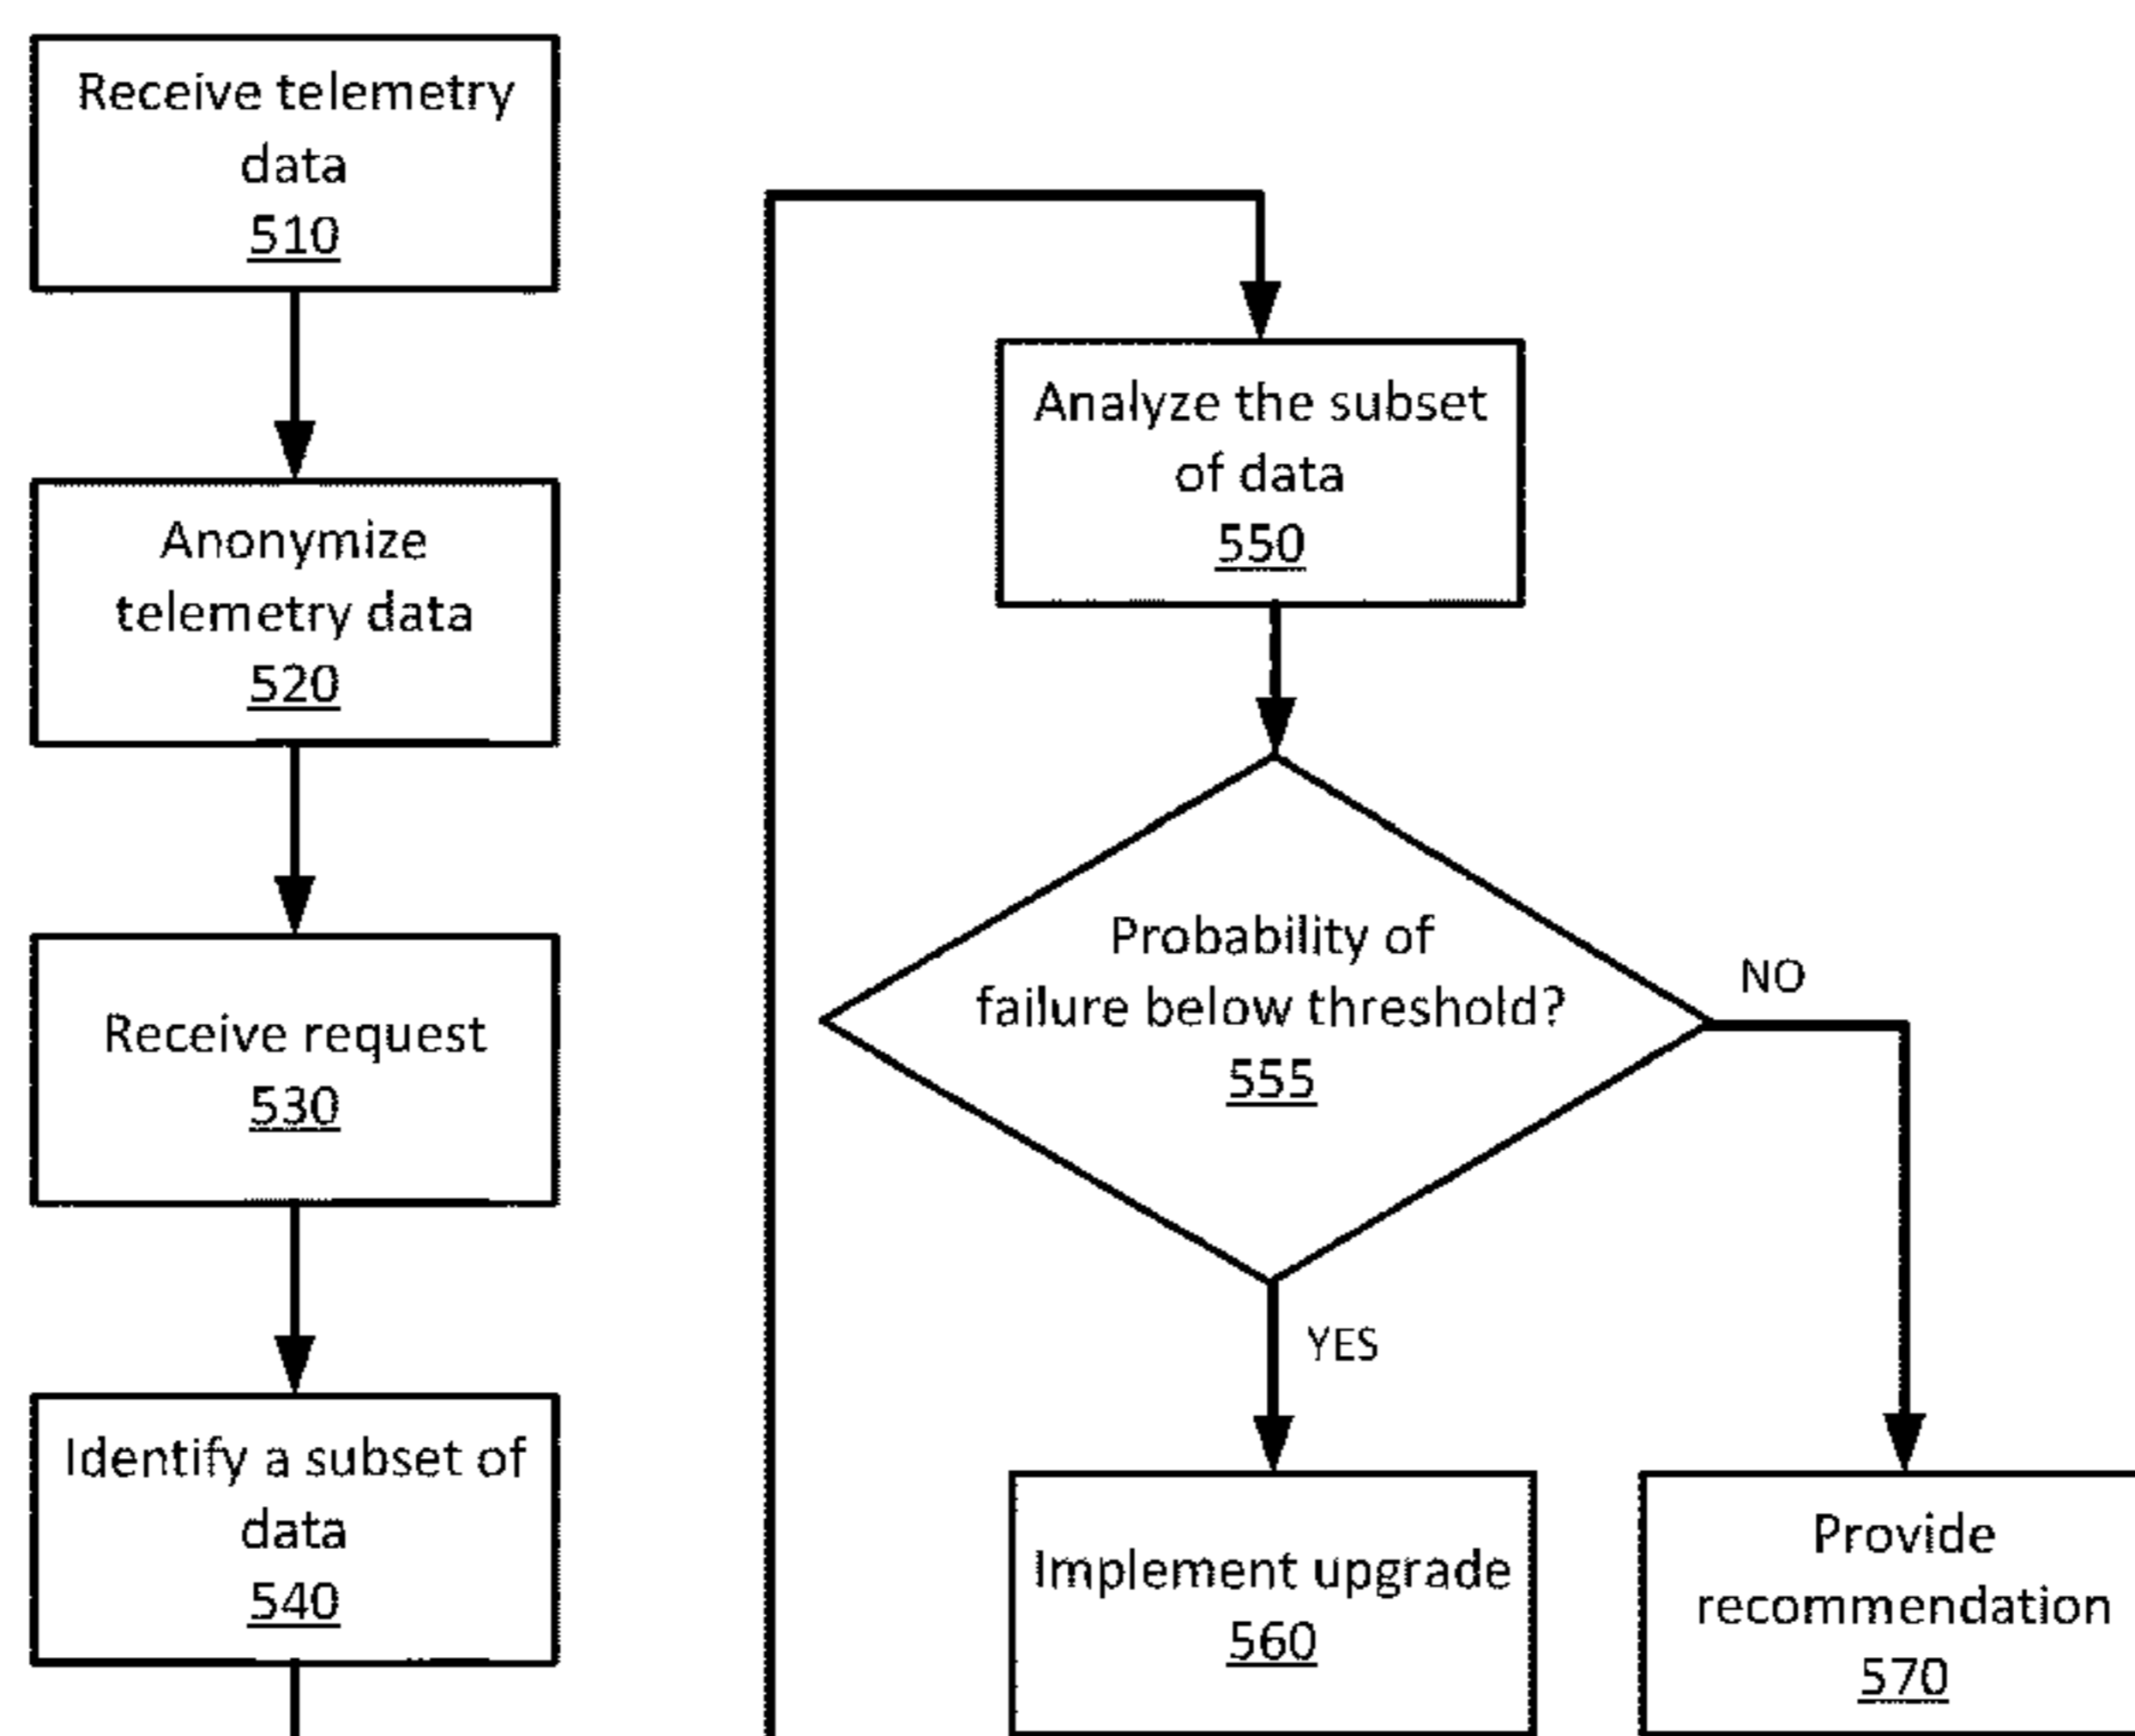 Receive telemetry
data
510
Anonymize
telemetry data
520
Receive request
530
Identify a subset of
data
540
Analyze the subset
of data
550
Probability of
failure below threshold?
555
NO
YES
Implement upgrade
560
Provide
recommendation
570